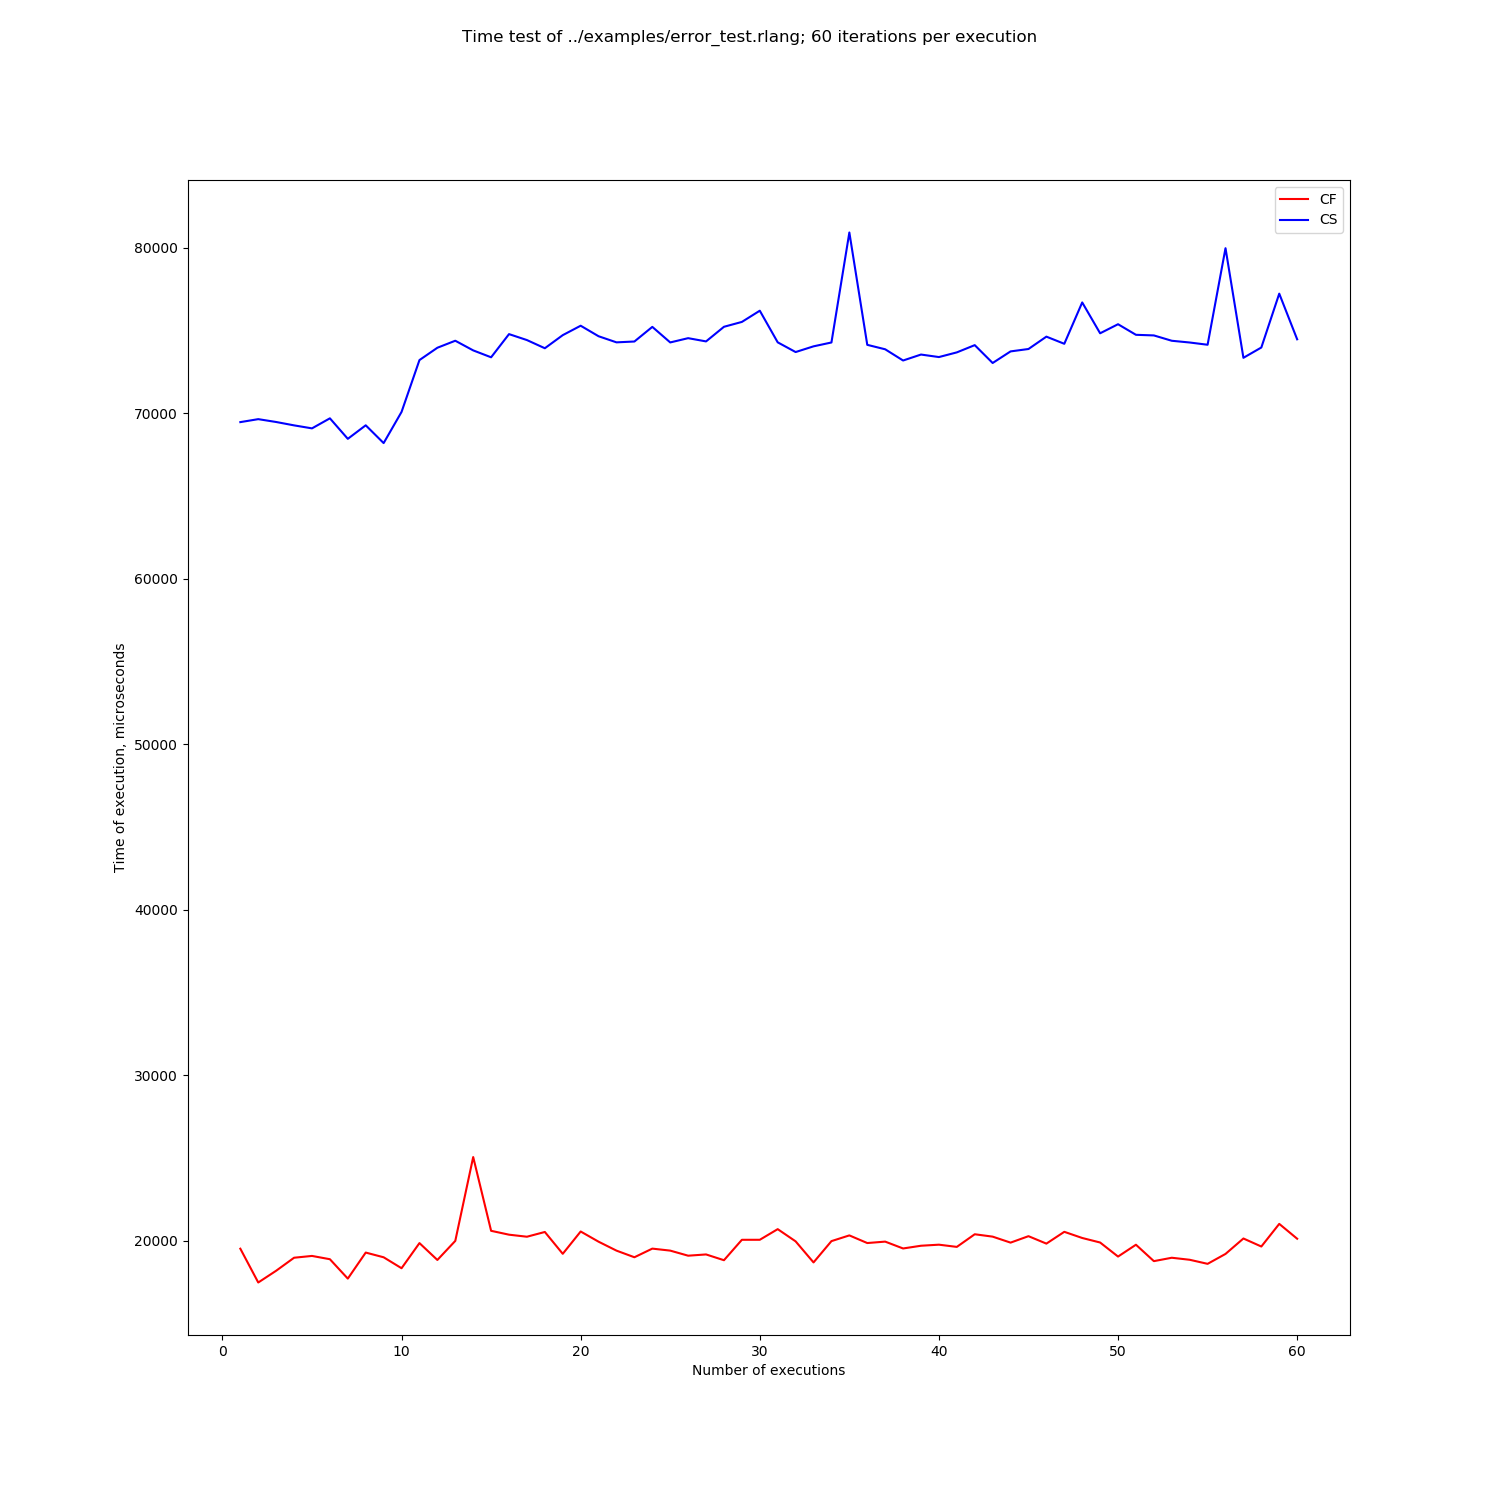 Time test of ../examples/error_test.rlang; 60 iterations per execution
CF
CS
80000
70000
60000
50000
40000
30000
20000
Time of execution, microseconds
0 10 20 30 40 50 60
Number of executions